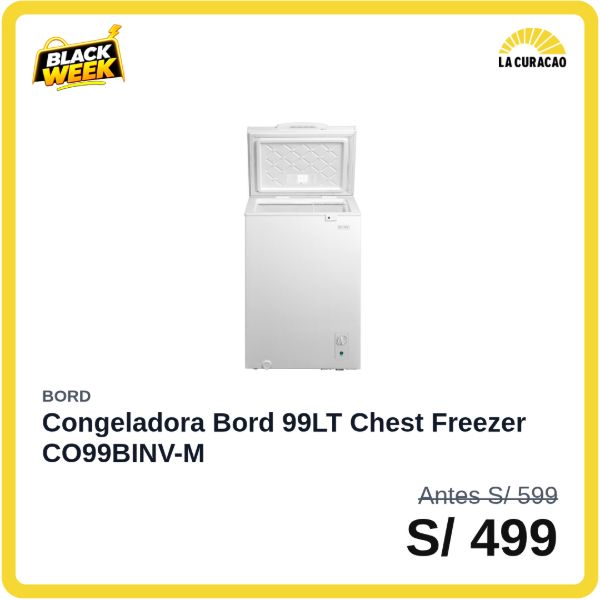 BLACK
WEEK
LA CURACAO
BORD
Congeladora Bord 99LT Chest Freezer
CO99BINV-M
Antes S/ 599
S/ 499